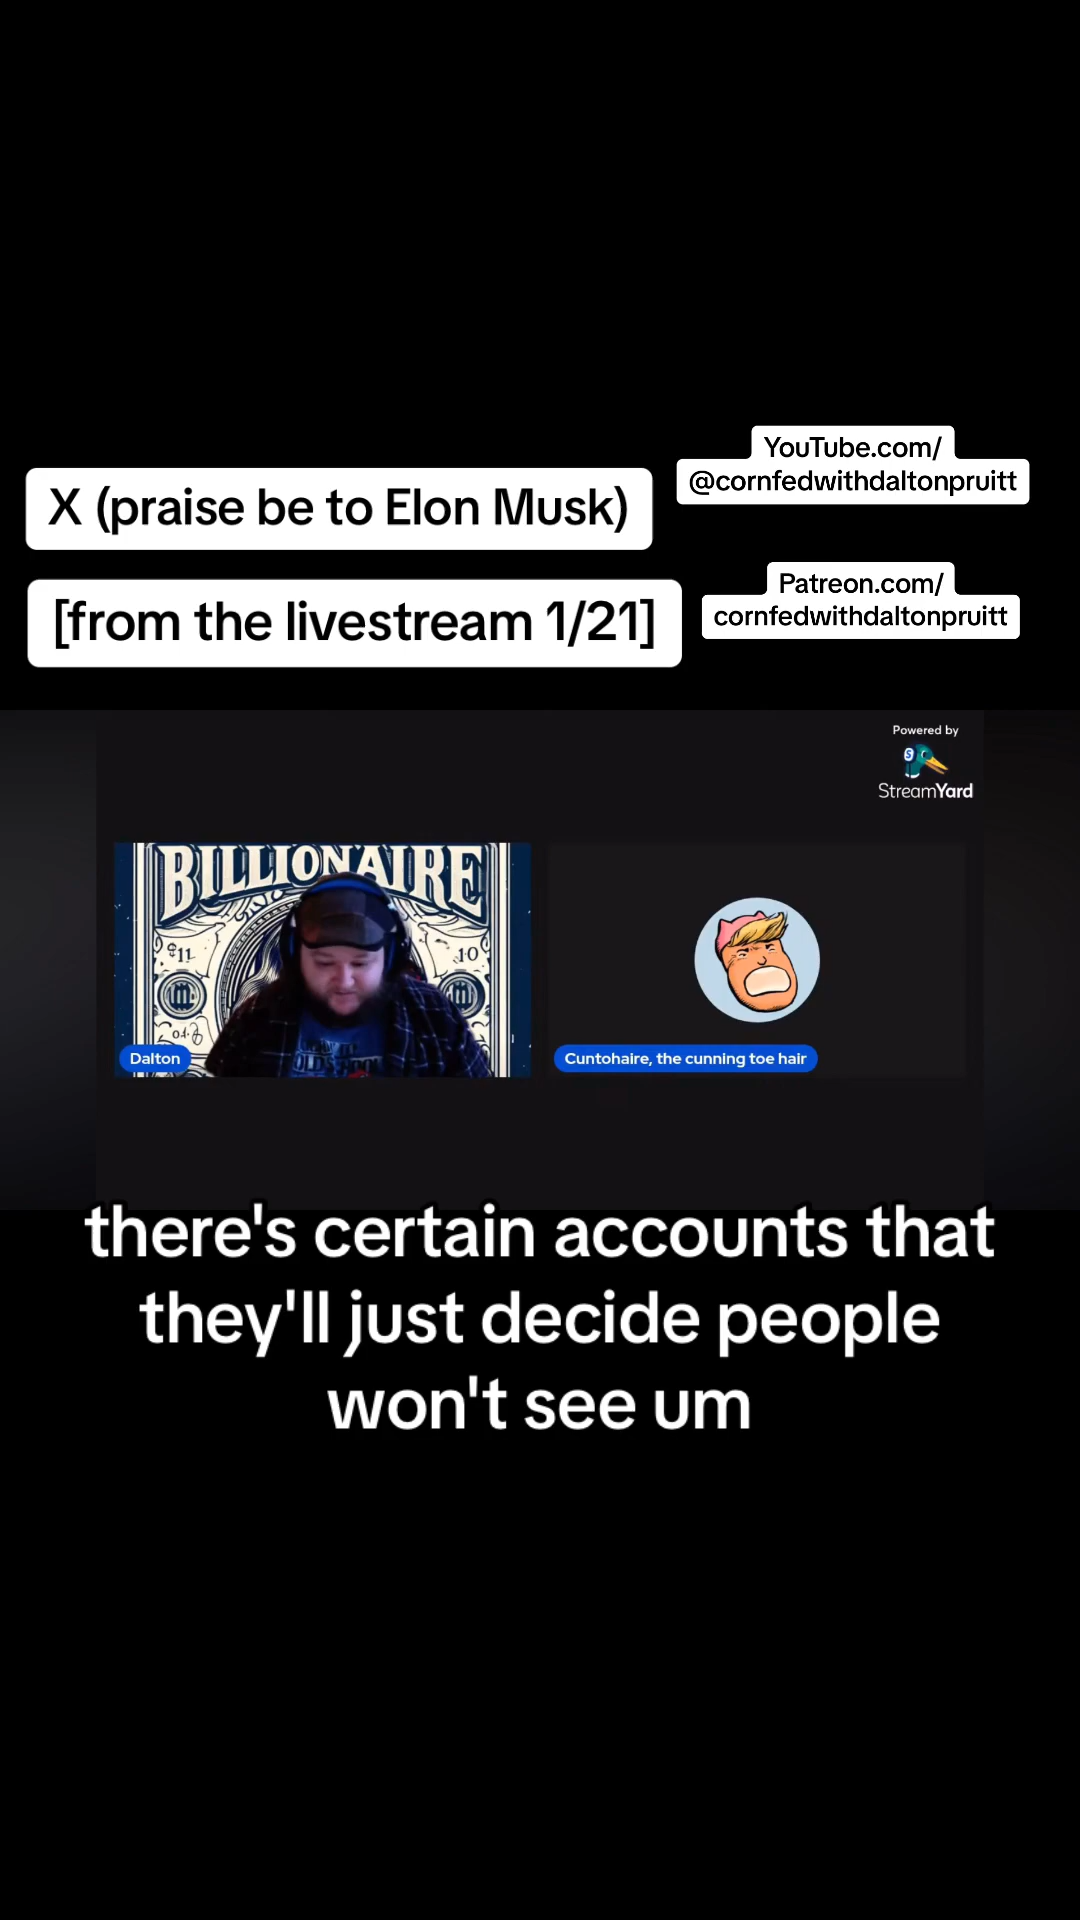 YouTube.com/
@cornfedwithdaltonpruitt
X (praise be to Elon Musk)
Patreon.com/
cornfedwithdaltonpruitt
[from the livestream 1/21]
Powered by
StreamYard
BILLIONAIRE
$11
10
Dalton
Cuntohaire, the cunning toe hair
there's certain accounts that
they'll just decide people
won't see um